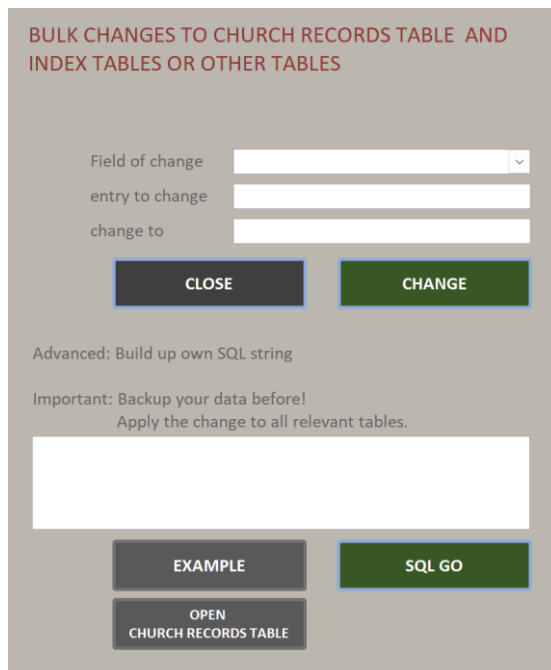 BULK CHANGES TO CHURCH RECORDS TABLE AND
INDEX TABLES OR OTHER TABLES
Field of change
entry to change
change to
CLOSE
CHANGE
Advanced: Build up own SQL string
Important: Backup your data before!
Apply the change to all relevant tables.
EXAMPLE
SQL GO
OPEN
CHURCH RECORDS TABLE